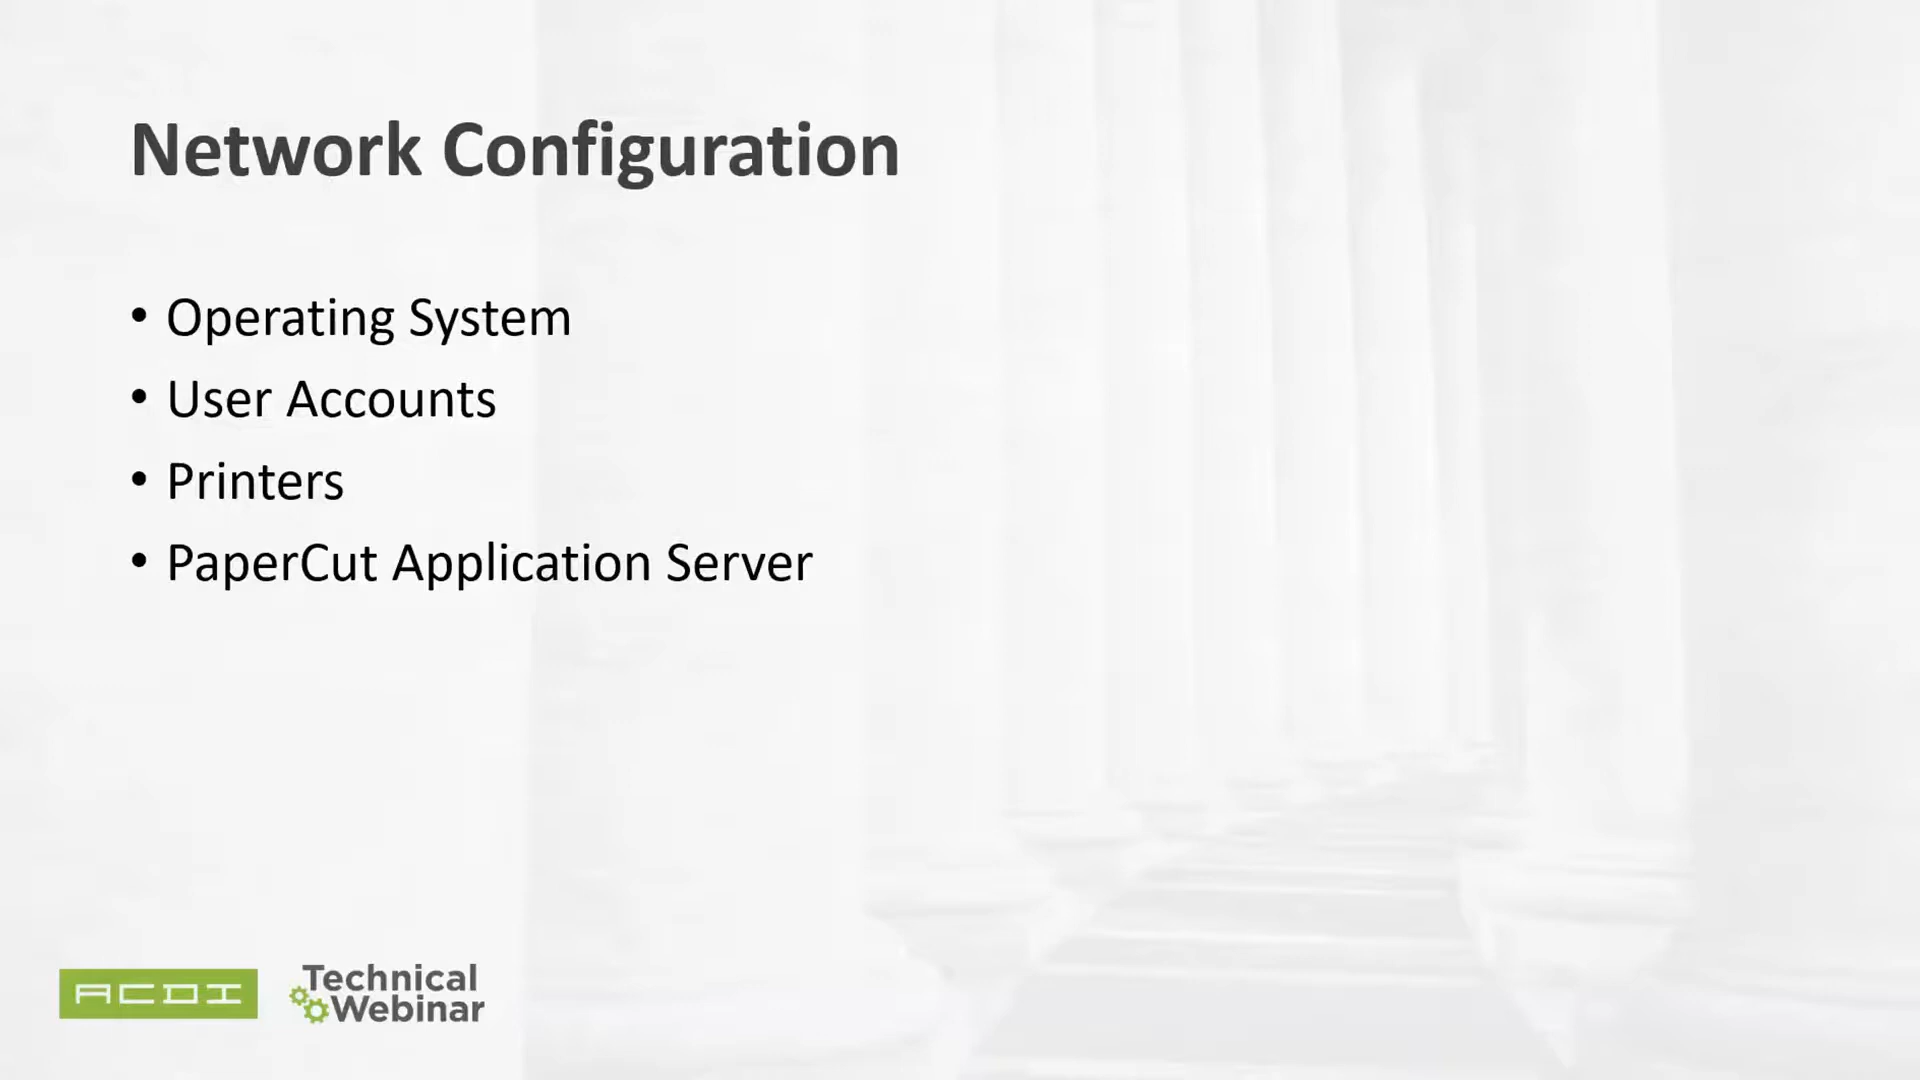 Network Configuration
• Operating System
• User Accounts
• Printers
• PaperCut Application Server
ACDI
Technical
Webinar